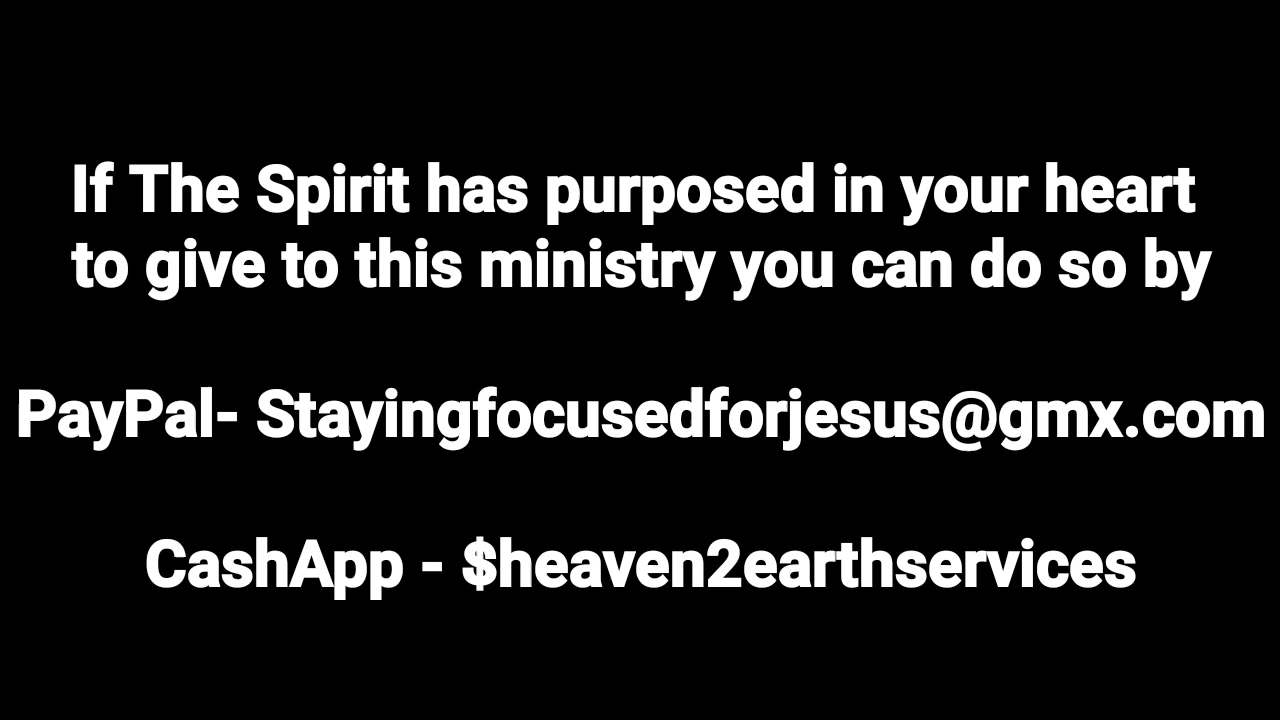 If The Spirit has purposed in your heart
to give to this ministry you can do so by
PayPal- Stayingfocusedforjesus@gmx.com
CashApp - $heaven2earthservices